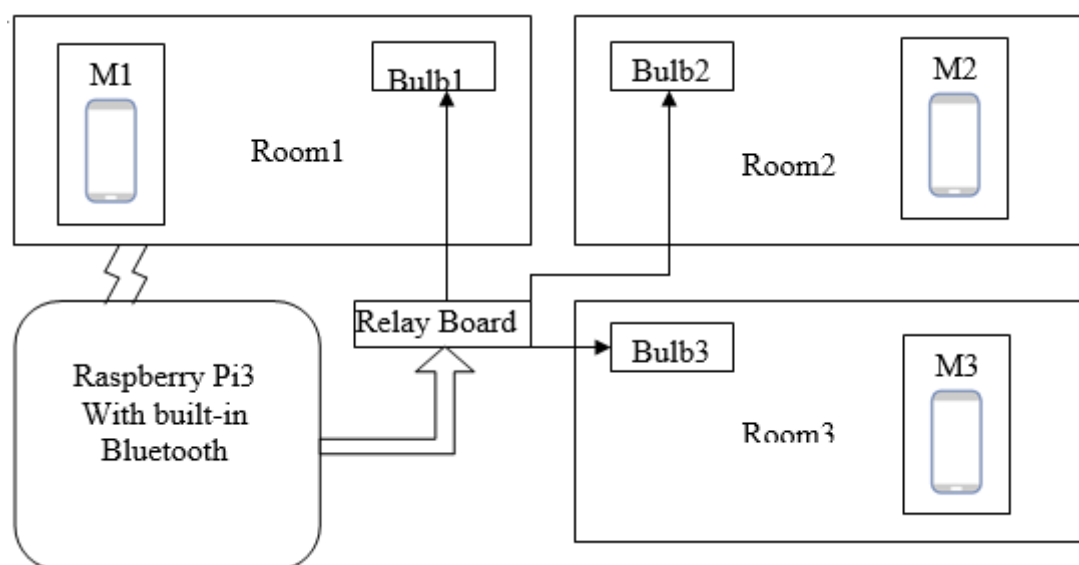 M1
Bulb1
Room1
Bulb2
M2
Room2
Relay Board
Raspberry Pi3
With built-in
Bluetooth
Bulb3
M3
Room3